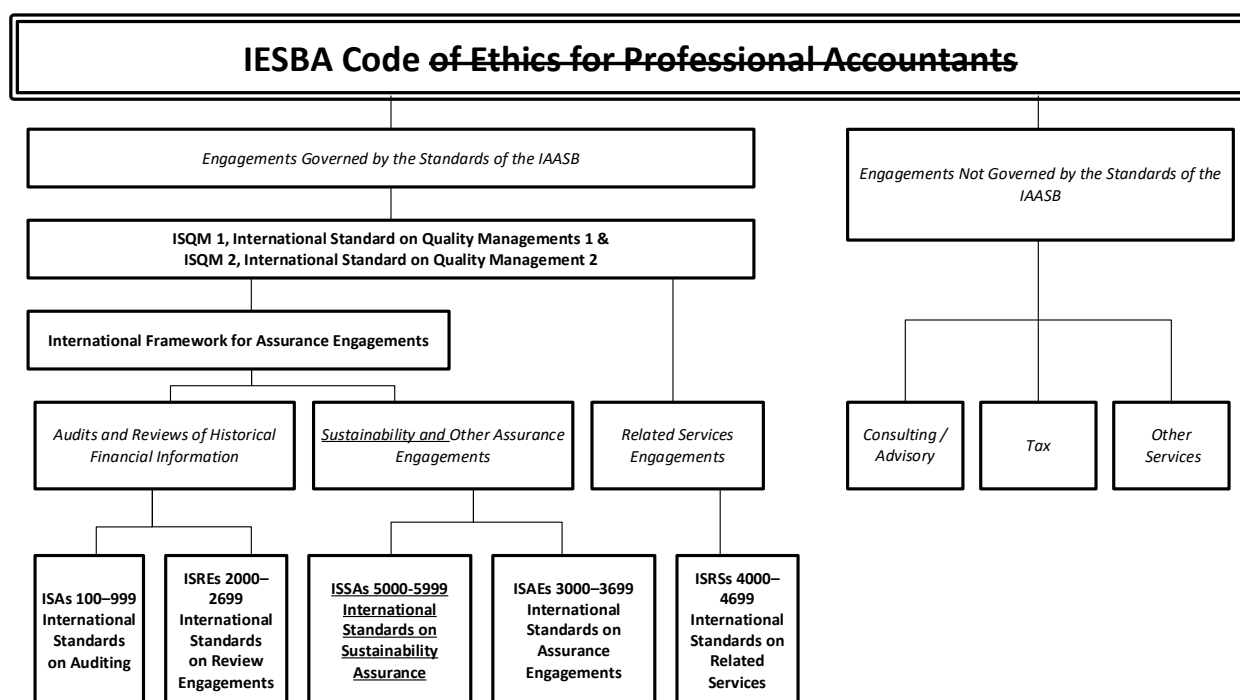 IESBA Code of Ethics for Professional Accountants
Engagements Governed by the Standards of the IAASB
Engagements Not Governed by the Standards of the
IAASB
ISQM 1, International Standard on Quality Managements 1 &
ISQM 2, International Standard on Quality Management 2
International Framework for Assurance Engagements
Audits and Reviews of Historical
Financial Information
Sustainability and Other Assurance
Engagements
Related Services
Engagements
Consulting /
Advisory
Tax
Other
Services
ISAs 100–999
International
Standards
on Auditing
ISREs 2000–
2699
International
Standards
on Review
Engagements
ISSAs 5000-5999
International
Standards on
Sustainability
Assurance
ISAEs 3000–3699
International
Standards on
Assurance
Engagements
ISRSs 4000–
4699
International
Standards on
Related
Services